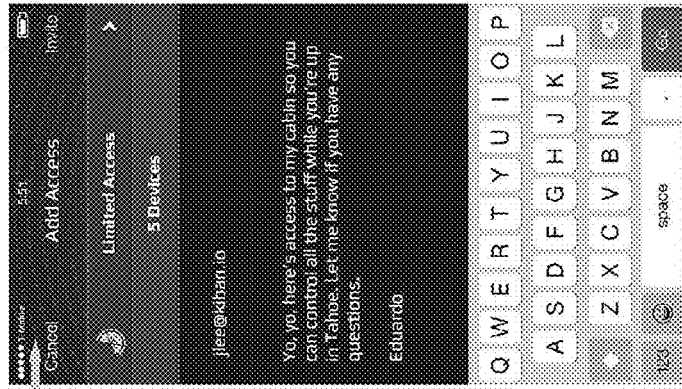 5:51
Cancel
Add Access
Invite
Limited Access >
5 Devices
jlee@kihan.io
Yo, yo, here's access to my cabin so you
can control all the stuff while you're up
in Tahoe. Let me know if you have any
questions.
Eduardo
Q W E R T Y U I O P
A S D F G H J K L
Z X C V B N M
123 space .